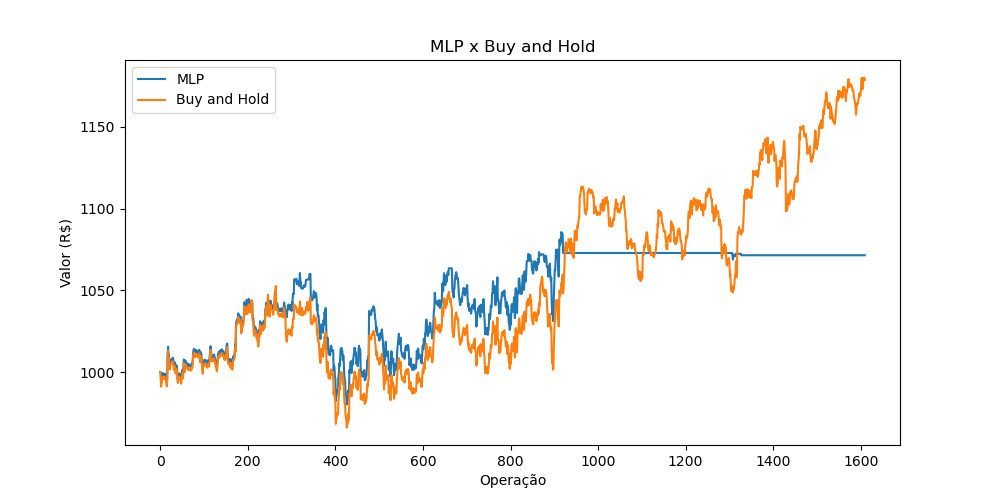 MLP x Buy and Hold
MLP
Buy and Hold
Valor (R$)
1150
1100
1050
1000
0 200 400 600 800 1000 1200 1400 1600
Operação